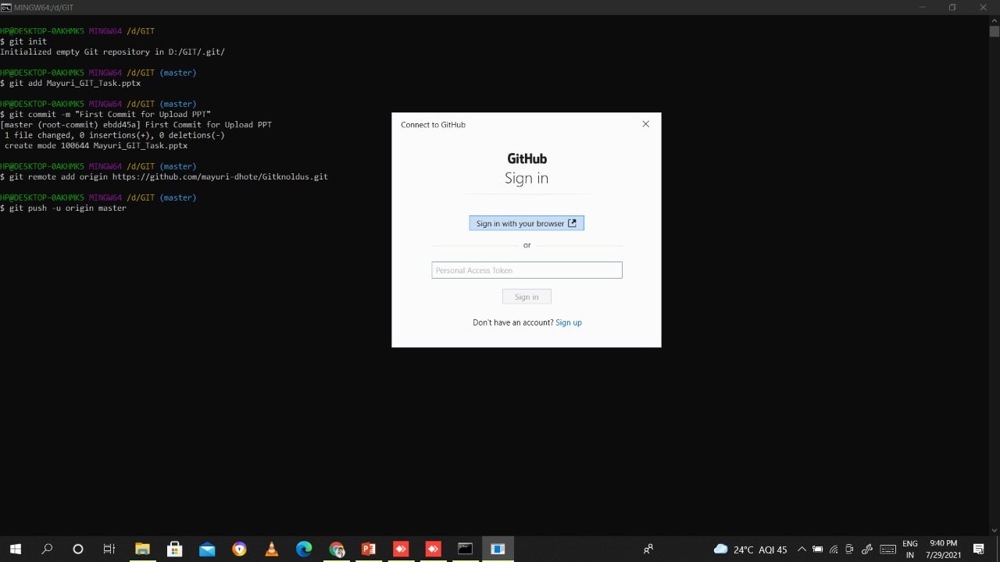 MINGW64:/d/GIT
HP@DESKTOP-0AKHMK5 MINGW64 /d/GIT
$ git init
Initialized empty Git repository in D:/GIT/.git/
HP@DESKTOP-0AKHMK5 MINGW64 /d/GIT (master)
$ git add Mayuri_GIT_Task.pptx
HP@DESKTOP-0AKHMK5 MINGW64 /d/GIT (master)
$ git commit -m "First Commit for Upload PPT"
[master (root-commit) ebdd45a] First Commit for Upload PPT
1 file changed, 0 insertions(+), 0 deletions(-)
create mode 100644 Mayuri_GIT_Task.pptx
HP@DESKTOP-0AKHMK5 MINGW64 /d/GIT (master)
$ git remote add origin https://github.com/mayuri-dhote/Gitknoldus.git
HP@DESKTOP-0AKHMK5 MINGW64 /d/GIT (master)
$ git push -u origin master
Connect to GitHub
GitHub
Sign in
Sign in with your browser
or
Personal Access Token
Sign in
Don't have an account? Sign up
24°C AQI 45
ENG
IN
9:40 PM
7/29/2021